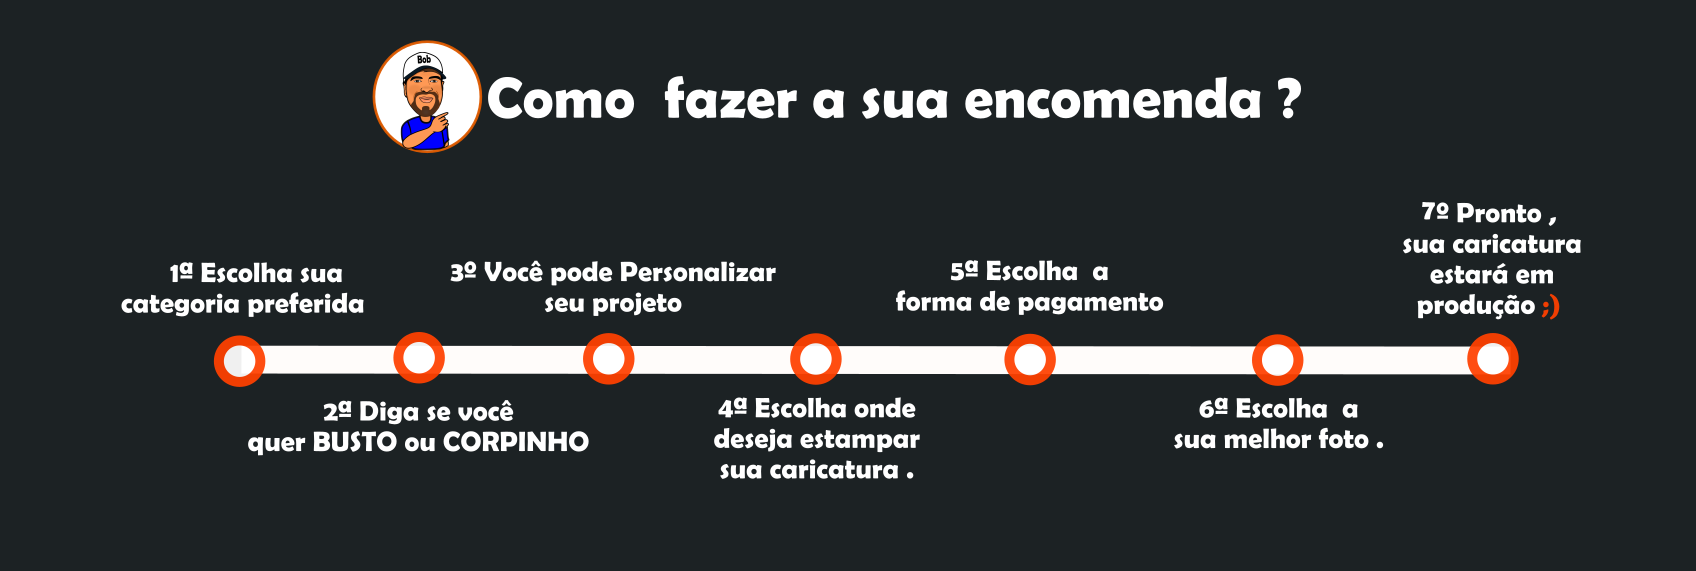 Bob
Como fazer a sua encomenda ?
1ª Escolha sua
categoria preferida
2ª Diga se você
quer BUSTO ou CORPINHO
3º Você pode Personalizar
seu projeto
4ª Escolha onde
deseja estampar
sua caricatura .
5ª Escolha a
forma de pagamento
6ª Escolha a
sua melhor foto .
7º Pronto ,
sua caricatura
estará em
produção ;)